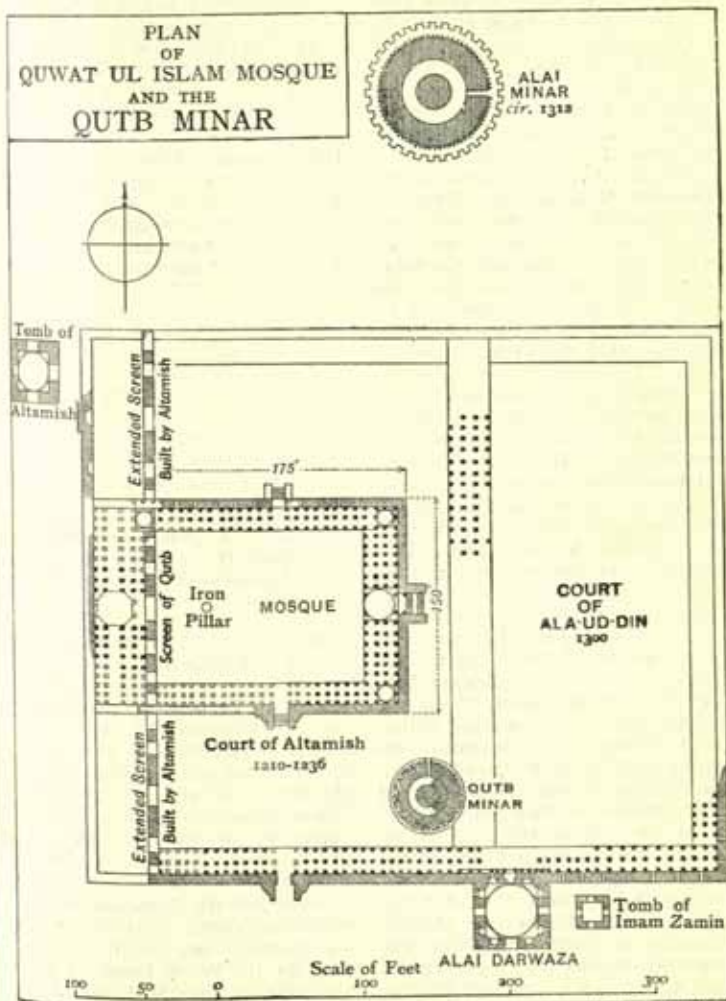 PLAN
OF
QUWAT UL ISLAM MOSQUE
AND THE
QUTB MINAR
ALAI
MINAR
cir. 1312
Tomb of
Altamish
Extended Screen
Built by Altamish
175'
150
Screen of Qutb
Iron
Pillar
MOSQUE
COURT
OF
ALA-UD-DIN
1300
Extended Screen
Built by Altamish
Court of Altamish
1210-1236
QUTB
MINAR
Tomb of
Imam Zamin
ALAI DARWAZA
Scale of Feet
100 50 0 100 200 300